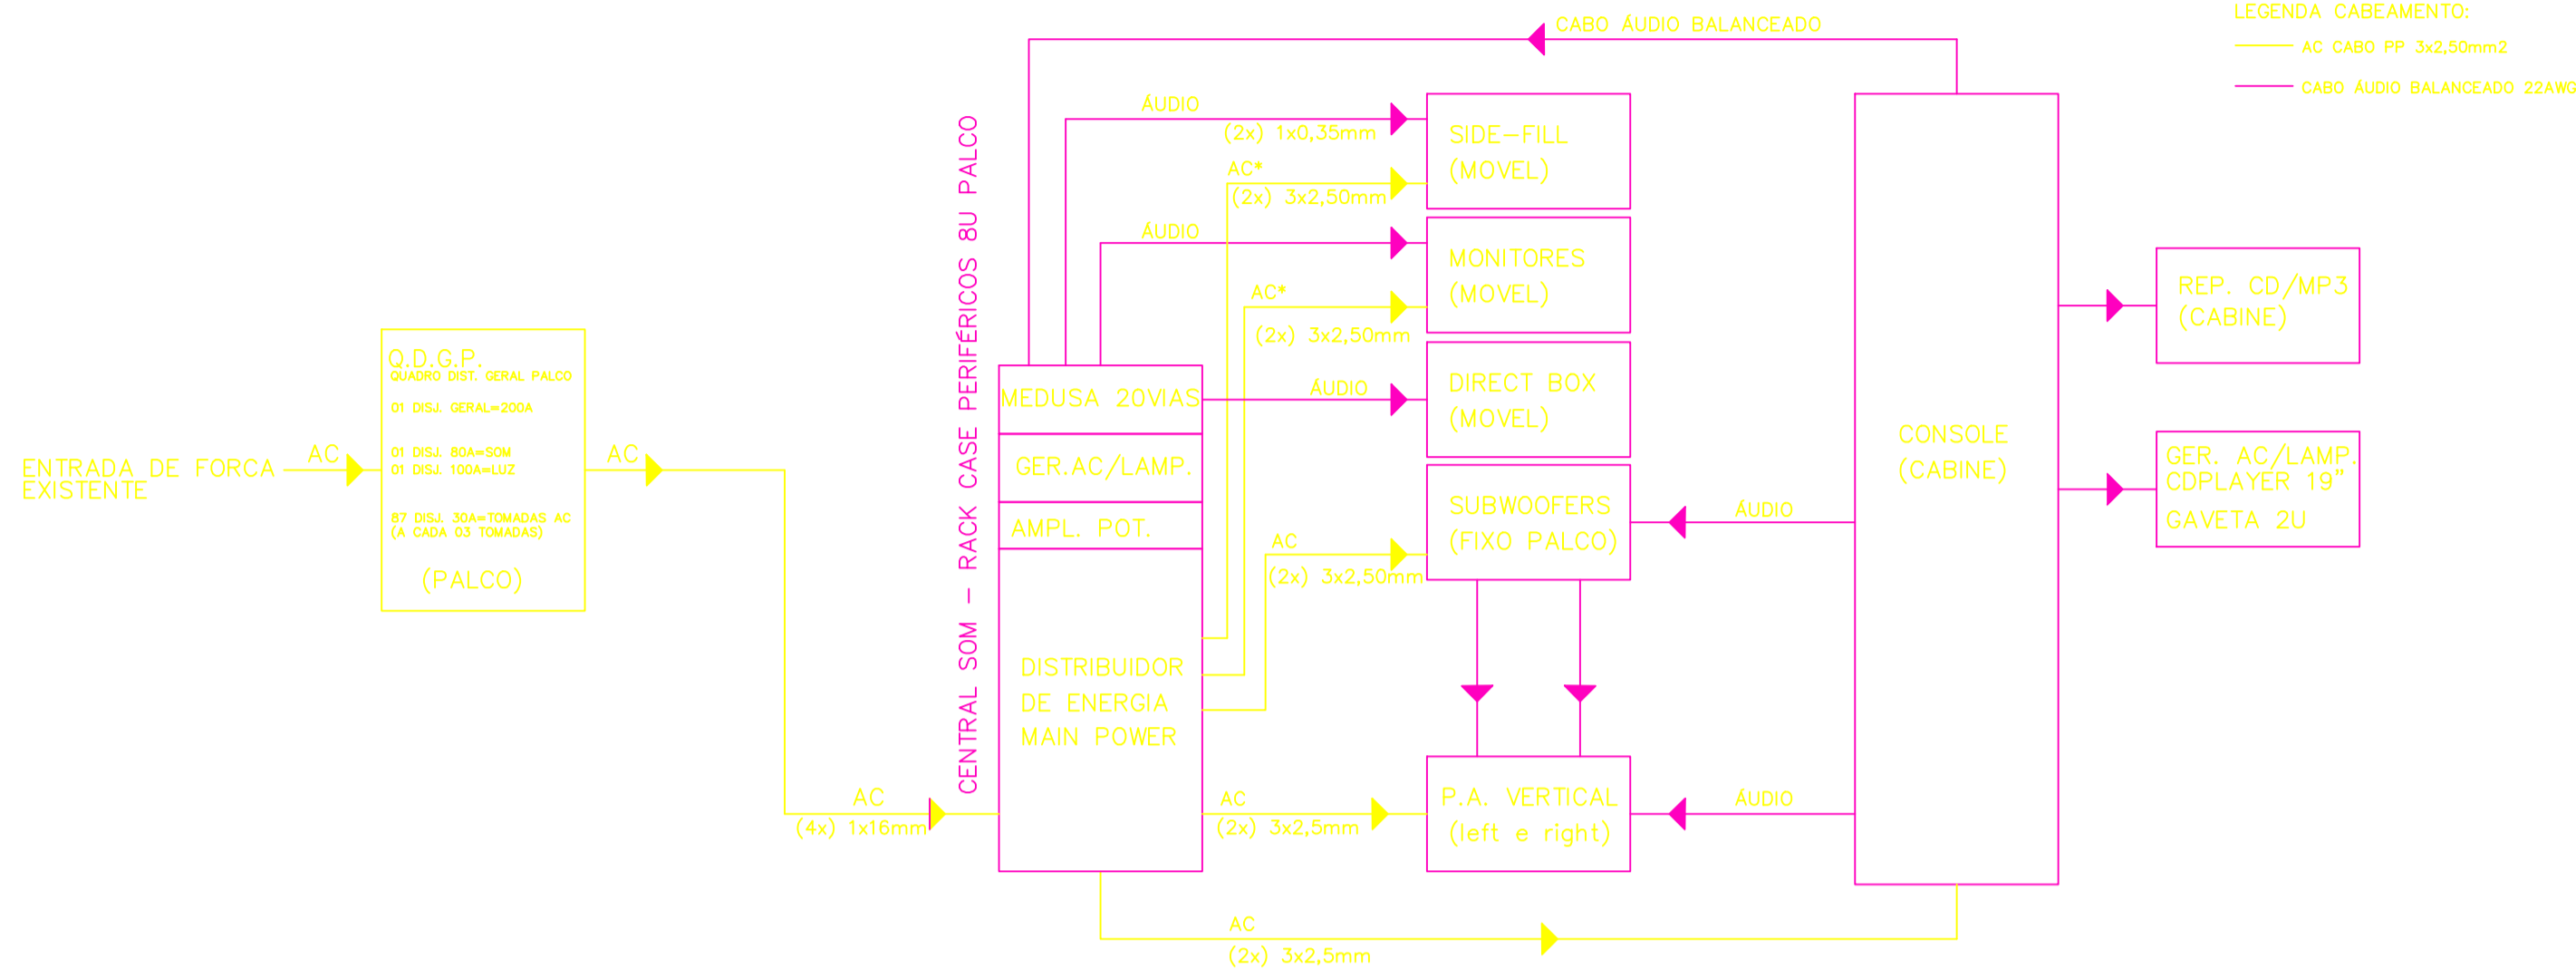 CABO ÁUDIO BALANCEADO
LEGENDA CABEAMENTO:
AC CABO PP 3x2,50mm2
CABO ÁUDIO BALANCEADO 22AWG
ENTRADA DE FORCA
EXISTENTE
AC
Q.D.G.P.
QUADRO DIST. GERAL PALCO
01 DISJ. GERAL=200A
01 DISJ. 80A=SOM
01 DISJ. 100A=LUZ
87 DISJ. 30A=TOMADAS AC
(A CADA 03 TOMADAS)
(PALCO)
AC
AC
(4x) 1x16mm
CENTRAL SOM - RACK CASE PERIFÉRICOS 8U PALCO
MEDUSA 20VIAS
GER.AC/LAMP.
AMPL. POT.
DISTRIBUIDOR
DE ENERGIA
MAIN POWER
ÁUDIO
(2x) 1x0,35mm
AC*
(2x) 3x2,50mm
ÁUDIO
AC*
(2x) 3x2,50mm
ÁUDIO
AC
(2x) 3x2,50mm
AC
(2x) 3x2,5mm
AC
(2x) 3x2,5mm
SIDE-FILL
(MOVEL)
MONITORES
(MOVEL)
DIRECT BOX
(MOVEL)
SUBWOOFERS
(FIXO PALCO)
P.A. VERTICAL
(left e right)
ÁUDIO
ÁUDIO
CONSOLE
(CABINE)
REP. CD/MP3
(CABINE)
GER. AC/LAMP.
CDPLAYER 19"
GAVETA 2U